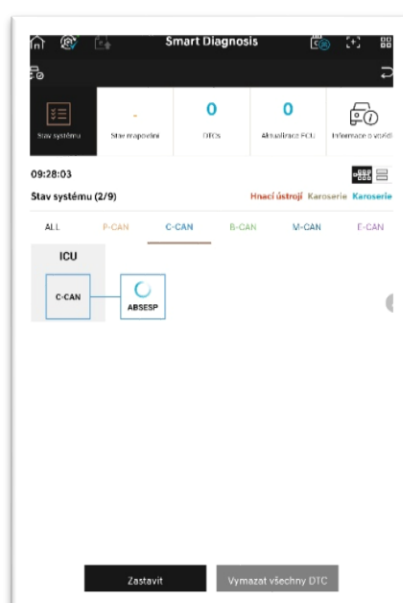 Smart Diagnosis
0
0
Stav systému
Stav mapování
DTCs
Aktualizace ECU
Informace o vozidl
09:28:03
Stav systému (2/9)
Hnací ústrojí Karoserie Karoserie
ALL P-CAN C-CAN B-CAN M-CAN E-CAN
ICU
C-CAN
ABSESP
Zastavit
Vymazat všechny DTC